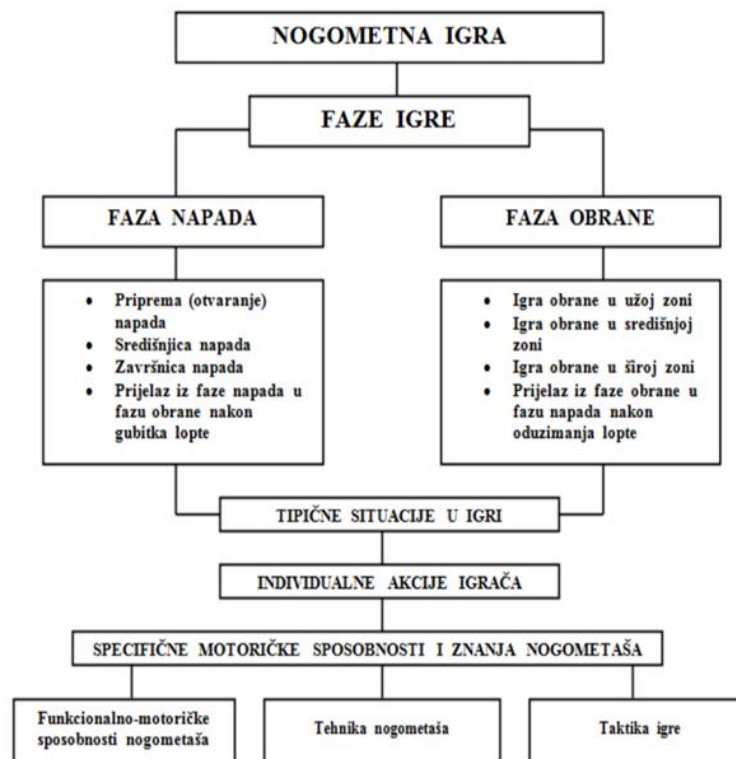 NOGOMETNA IGRA
FAZE IGRE
FAZA NAPADA
• Priprema (otvaranje)
napada
• Središnjica napada
• Završnica napada
• Prijelaz iz faze napada u
fazu obrane nakon
gubitka lopte
FAZA OBRANE
• Igra obrane u užoj zoni
• Igra obrane u središnjoj
zoni
• Igra obrane u široj zoni
• Prijelaz iz faze obrane u
fazu napada nakon
oduzimanja lopte
TIPIČNE SITUACIJE U IGRI
INDIVIDUALNE AKCIJE IGRAČA
SPECIFIČNE MOTORIČKE SPOSOBNOSTI I ZNANJA NOGOMETAŠA
Funkcionalno-motoričke
sposobnosti nogometaša
Tehnika nogometaša
Taktika igre